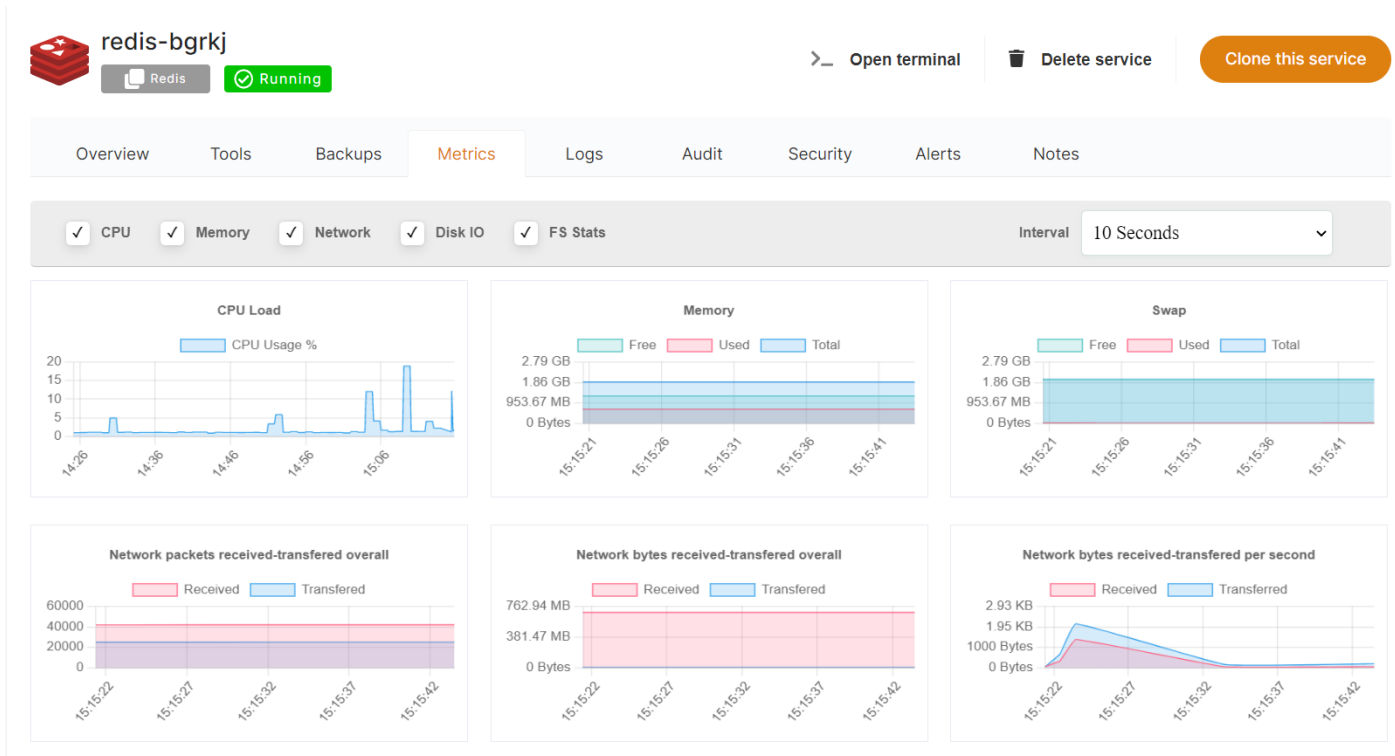 redis-bgrkj
Redis
Running
Open terminal
Delete service
Clone this service
Overview Tools Backups Metrics Logs Audit Security Alerts Notes
CPU Memory Network Disk IO FS Stats
Interval 10 Seconds
CPU Load
CPU Usage %
20
15
10
5
0
14:26 14:36 14:46 14:56 15:06
Memory
Free Used Total
2.79 GB
1.86 GB
953.67 MB
0 Bytes
15:15:21 15:15:26 15:15:31 15:15:36 15:15:41
Swap
Free Used Total
2.79 GB
1.86 GB
953.67 MB
0 Bytes
15:15:21 15:15:26 15:15:31 15:15:36 15:15:41
Network packets received-transfered overall
Received Transfered
60000
40000
20000
0
15:15:22 15:15:27 15:15:32 15:15:37 15:15:42
Network bytes received-transfered overall
Received Transfered
762.94 MB
381.47 MB
0 Bytes
15:15:22 15:15:27 15:15:32 15:15:37 15:15:42
Network bytes received-transfered per second
Received Transferred
2.93 KB
1.95 KB
1000 Bytes
0 Bytes
15:15:22 15:15:27 15:15:32 15:15:37 15:15:42